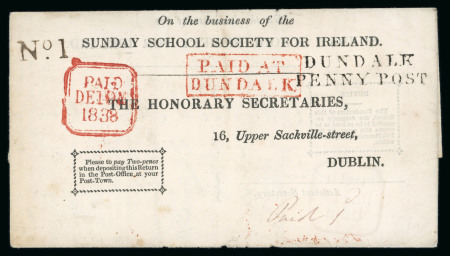 On the business of the
SUNDAY SCHOOL SOCIETY FOR IRELAND.
No. 1
PAID AT
DUNDALK
DUNDALK
PENNY POST
PAID
1838
THE HONORARY SECRETARIES,
16, Upper Sackville-street,
DUBLIN.
Please to pay Two-pence
when depositing this Return
in the Post-Office, at your
Post-Town.
Paid 1